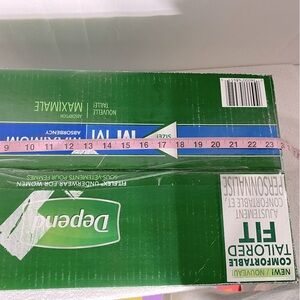 NOUVELLE
TAILLE!
ABSORPTION
MAXIMALE
SIZE!
M
MAXIMUM
ABSORBENCY
9 10 11 12 13 14 15 16 17 18 19 20 21 22 23
FIT-FLEX® UNDERWEAR FOR WOMEN
SOUS-VÊTEMENTS POUR FEMMES
Depend
NEW! / NOUVEAU!
COMFORTABLE
TAILORED
FIT
AJUSTEMENT
CONFORTABLE ET
PERSONNALISÉ